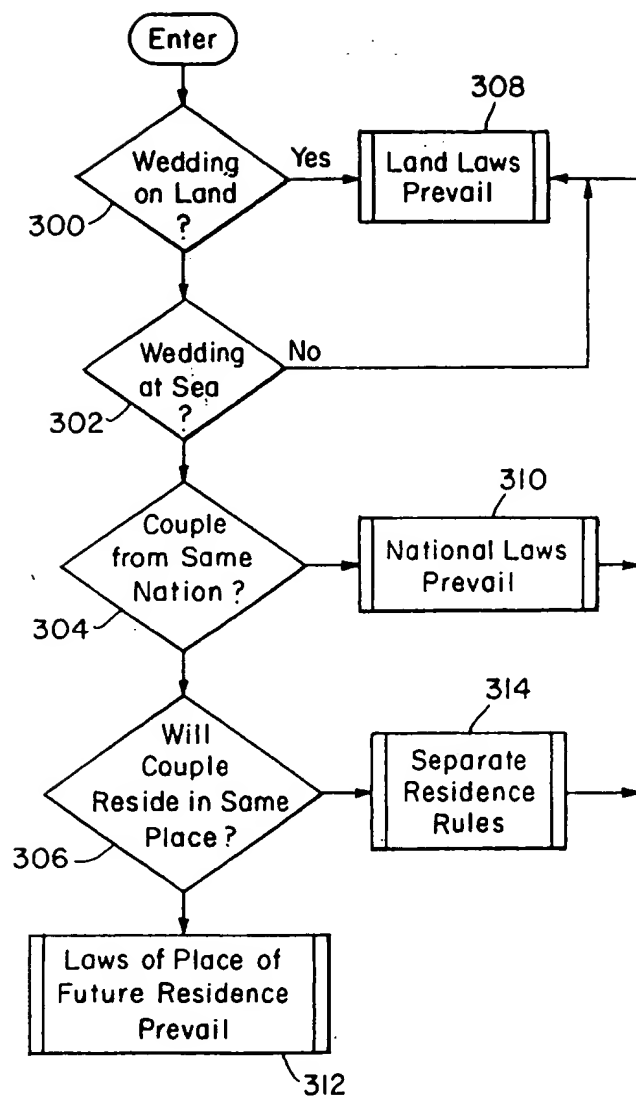 Enter
308
Wedding
on Land
?
Yes
Land Laws
Prevail
300
Wedding
at Sea
?
No
302
310
Couple
from Same
Nation?
National Laws
Prevail
304
314
Will
Couple
Reside in Same
Place?
Separate
Residence
Rules
306
Laws of Place of
Future Residence
Prevail
312